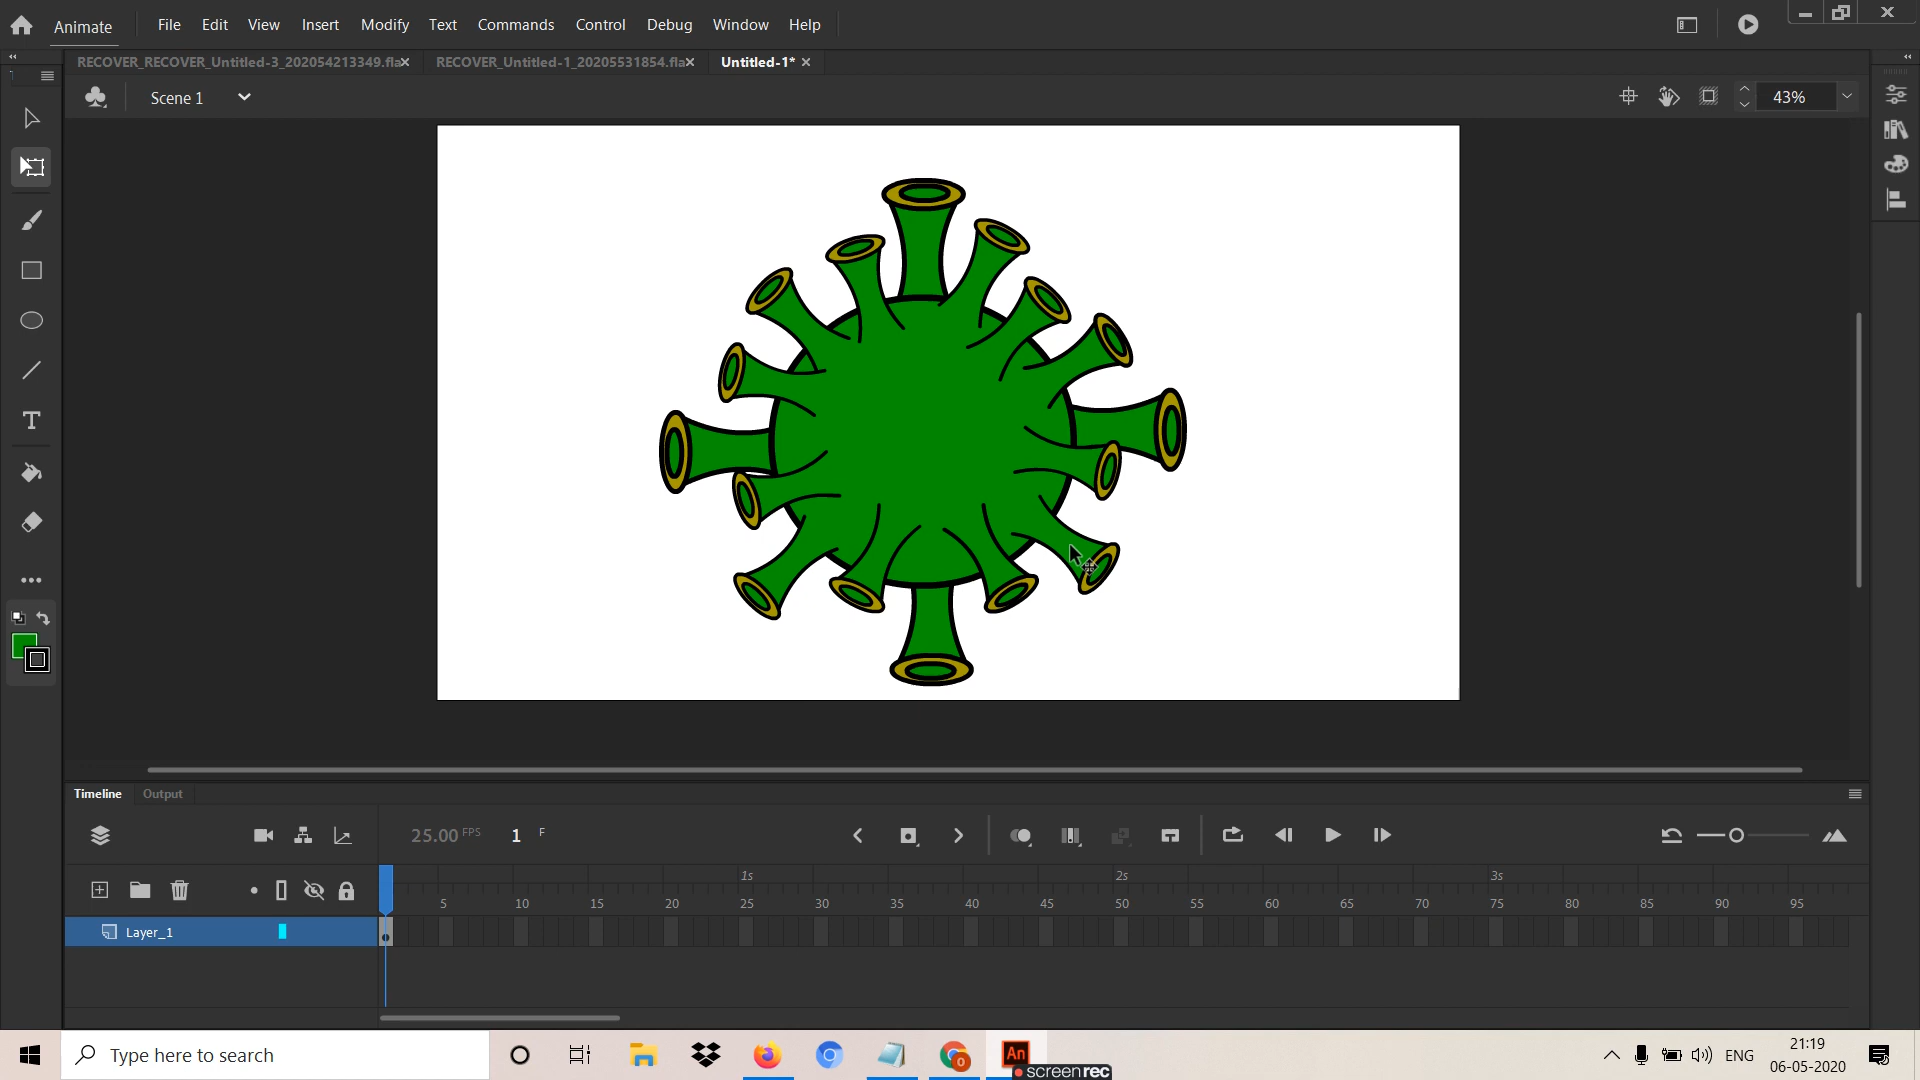 Animate File Edit View Insert Modify Text Commands Control Debug Window Help
RECOVER_RECOVER_Untitled-3_202054213349.fla× RECOVER_Untitled-1_20205531854.fla× Untitled-1* ×
Scene 1 43%
T
Timeline Output
25.00 FPS 1 F
1s 2s 3s
5 10 15 20 25 30 35 40 45 50 55 60 65 70 75 80 85 90 95
Layer_1
Type here to search
An
screenrec
ENG
21:19
06-05-2020